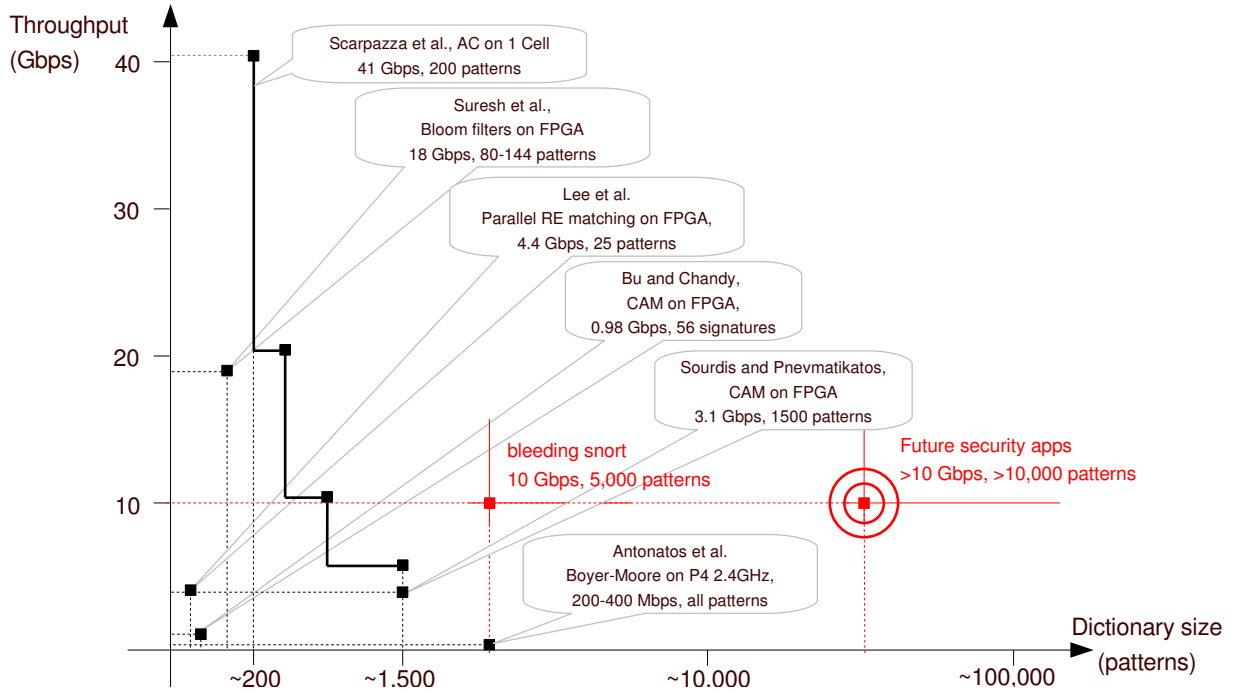 Throughput
(Gbps)
40
30
20
10
Scarpazza et al., AC on 1 Cell
41 Gbps, 200 patterns
Suresh et al.,
Bloom filters on FPGA
18 Gbps, 80-144 patterns
Lee et al.
Parallel RE matching on FPGA,
4.4 Gbps, 25 patterns
Bu and Chandy,
CAM on FPGA,
0.98 Gbps, 56 signatures
Sourdis and Pnevmatikatos,
CAM on FPGA
3.1 Gbps, 1500 patterns
bleeding snort
10 Gbps, 5,000 patterns
Future security apps
>10 Gbps, >10,000 patterns
Antonatos et al.
Boyer-Moore on P4 2.4GHz,
200-400 Mbps, all patterns
Dictionary size
(patterns)
~200
~1,500
~10,000
~100,000